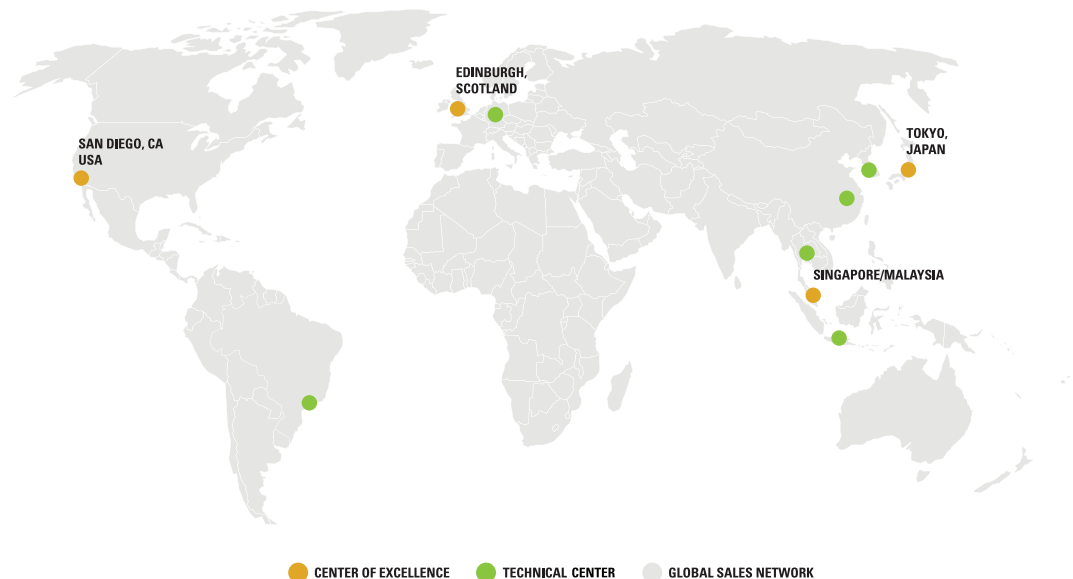 EDINBURGH,
SCOTLAND
SAN DIEGO, CA
USA
TOKYO,
JAPAN
SINGAPORE/MALAYSIA
CENTER OF EXCELLENCE
TECHNICAL CENTER
GLOBAL SALES NETWORK